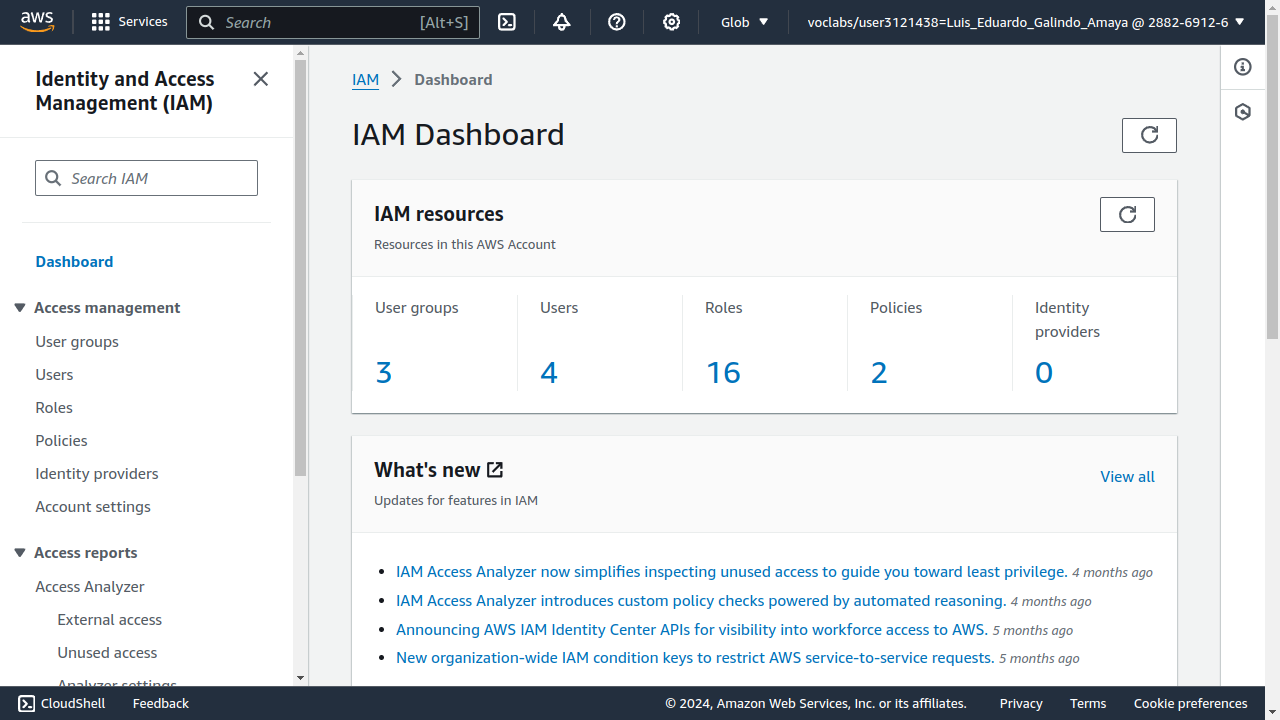 aws
Services
Search [Alt+S]
Glob
voclabs/user3121438=Luis_Eduardo_Galindo_Amaya @ 2882-6912-6
Identity and Access
Management (IAM)
Search IAM
Dashboard
Access management
User groups
Users
Roles
Policies
Identity providers
Account settings
Access reports
Access Analyzer
External access
Unused access
Analyzer settings
IAM
Dashboard
IAM Dashboard
IAM resources
Resources in this AWS Account
User groups
3
Users
4
Roles
16
Policies
2
Identity
providers
0
What's new
Updates for features in IAM
View all
IAM Access Analyzer now simplifies inspecting unused access to guide you toward least privilege. 4 months ago
IAM Access Analyzer introduces custom policy checks powered by automated reasoning. 4 months ago
Announcing AWS IAM Identity Center APIs for visibility into workforce access to AWS. 5 months ago
New organization-wide IAM condition keys to restrict AWS service-to-service requests. 5 months ago
CloudShell
Feedback
© 2024, Amazon Web Services, Inc. or its affiliates.
Privacy
Terms
Cookie preferences